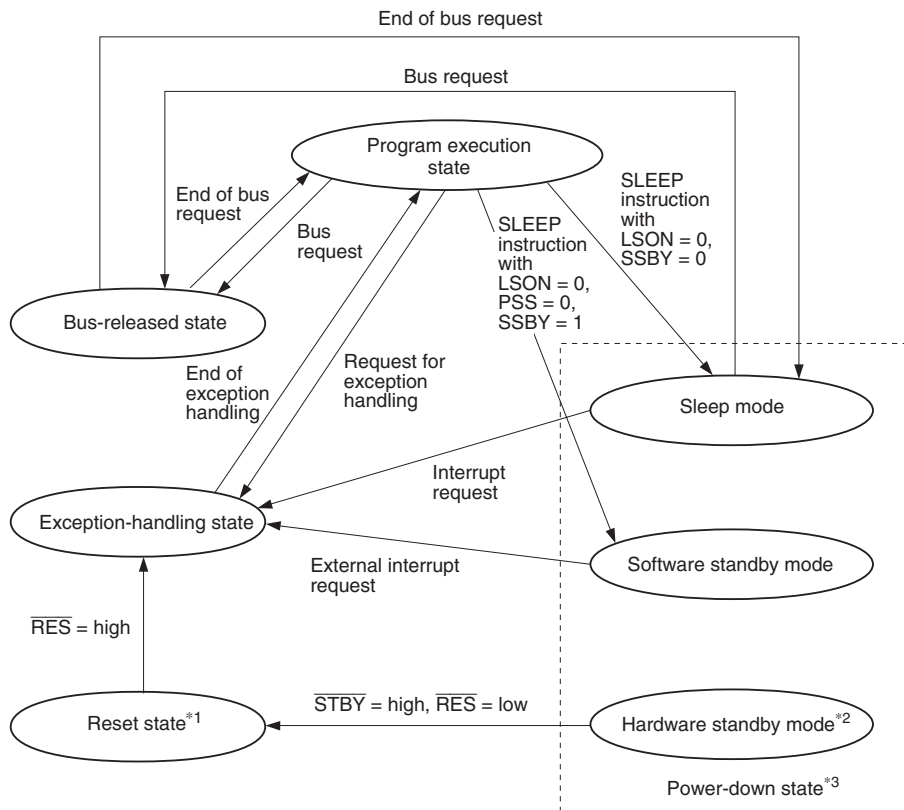 End of bus request
Bus request
Program execution
state
End of bus
request
Bus
request
SLEEP
instruction
with
LSON = 0,
PSS = 0,
SSBY = 1
SLEEP
instruction
with
LSON = 0,
SSBY = 0
Bus-released state
End of
exception
handling
Request for
exception
handling
Sleep mode
Interrupt
request
Exception-handling state
External interrupt
request
Software standby mode
R̅E̅S̅ = high
Reset state*1
S̅T̅B̅Y̅ = high, R̅E̅S̅ = low
Hardware standby mode*2
Power-down state*3